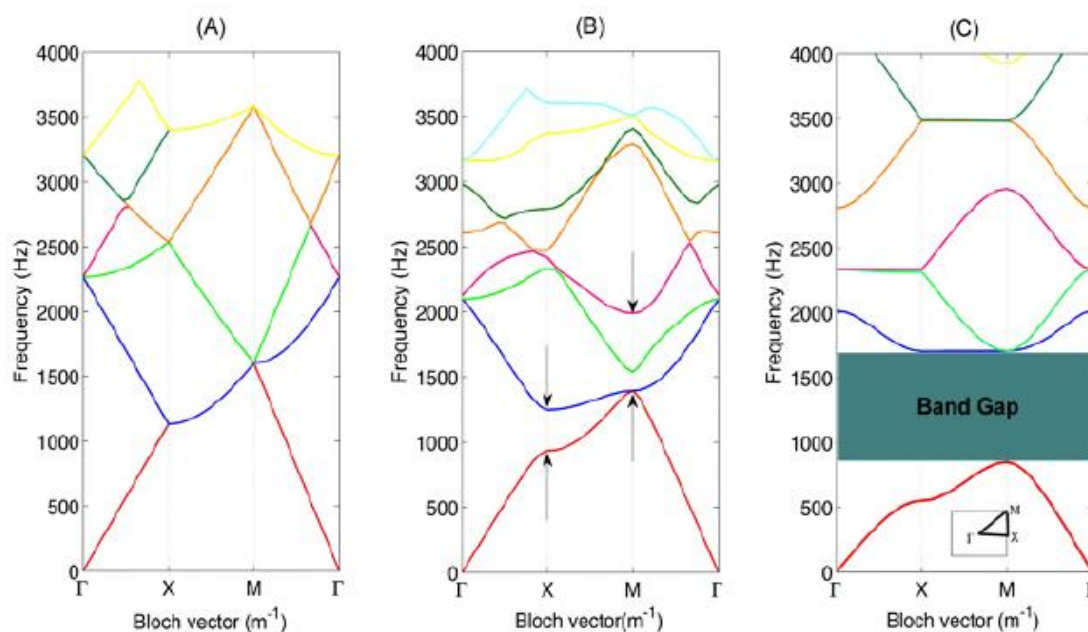 (A)
(B)
(C)
4000
3500
3000
2500
2000
1500
1000
500
0
Frequency (Hz)
Γ X M Γ
Bloch vector (m⁻¹)
4000
3500
3000
2500
2000
1500
1000
500
0
Frequency (Hz)
Γ X M Γ
Bloch vector(m⁻¹)
4000
3500
3000
2500
2000
1500
1000
500
0
Frequency (Hz)
Band Gap
M
Γ
X
Γ X M Γ
Bloch vector (m⁻¹)